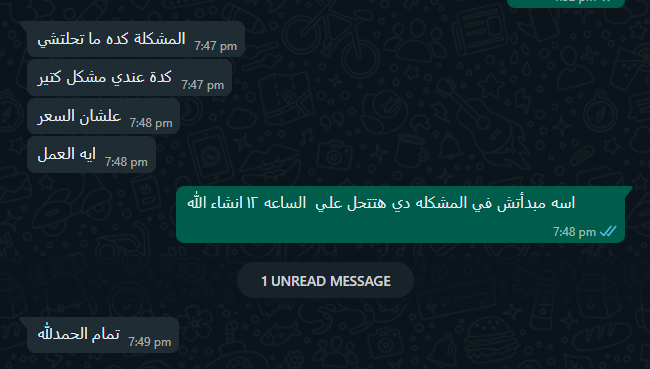 المشكلة كده ما تحلتشي
7:47 pm
كدة عندي مشكل كتير
7:47 pm
علشان السعر
7:48 pm
ايه العمل
7:48 pm
اسه مبدأتش في المشكله دي هتتحل علي الساعه ١٢ انشاء الله
7:48 pm
1 UNREAD MESSAGE
تمام الحمدلله
7:49 pm